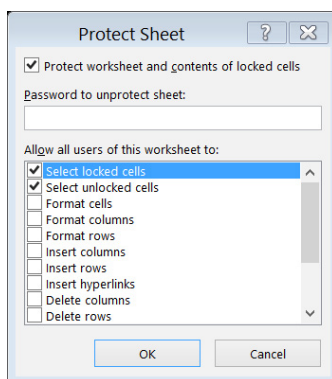 Protect Sheet
Protect worksheet and contents of locked cells
Password to unprotect sheet:
Allow all users of this worksheet to:
Select locked cells
Select unlocked cells
Format cells
Format columns
Format rows
Insert columns
Insert rows
Insert hyperlinks
Delete columns
Delete rows
OK Cancel